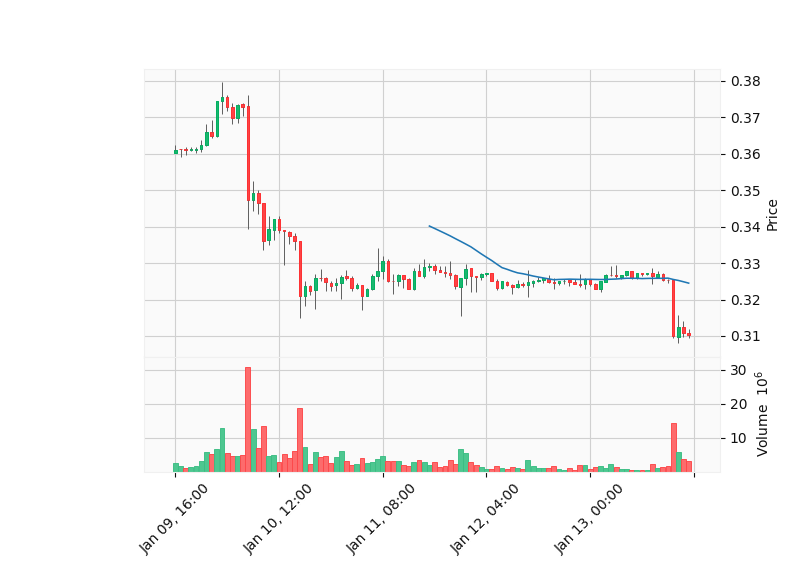 0.38
0.37
0.36
0.35
0.34
0.33
0.32
0.31
Price
30
20
10
Volume 10^6
Jan 09, 16:00
Jan 10, 12:00
Jan 11, 08:00
Jan 12, 04:00
Jan 13, 00:00